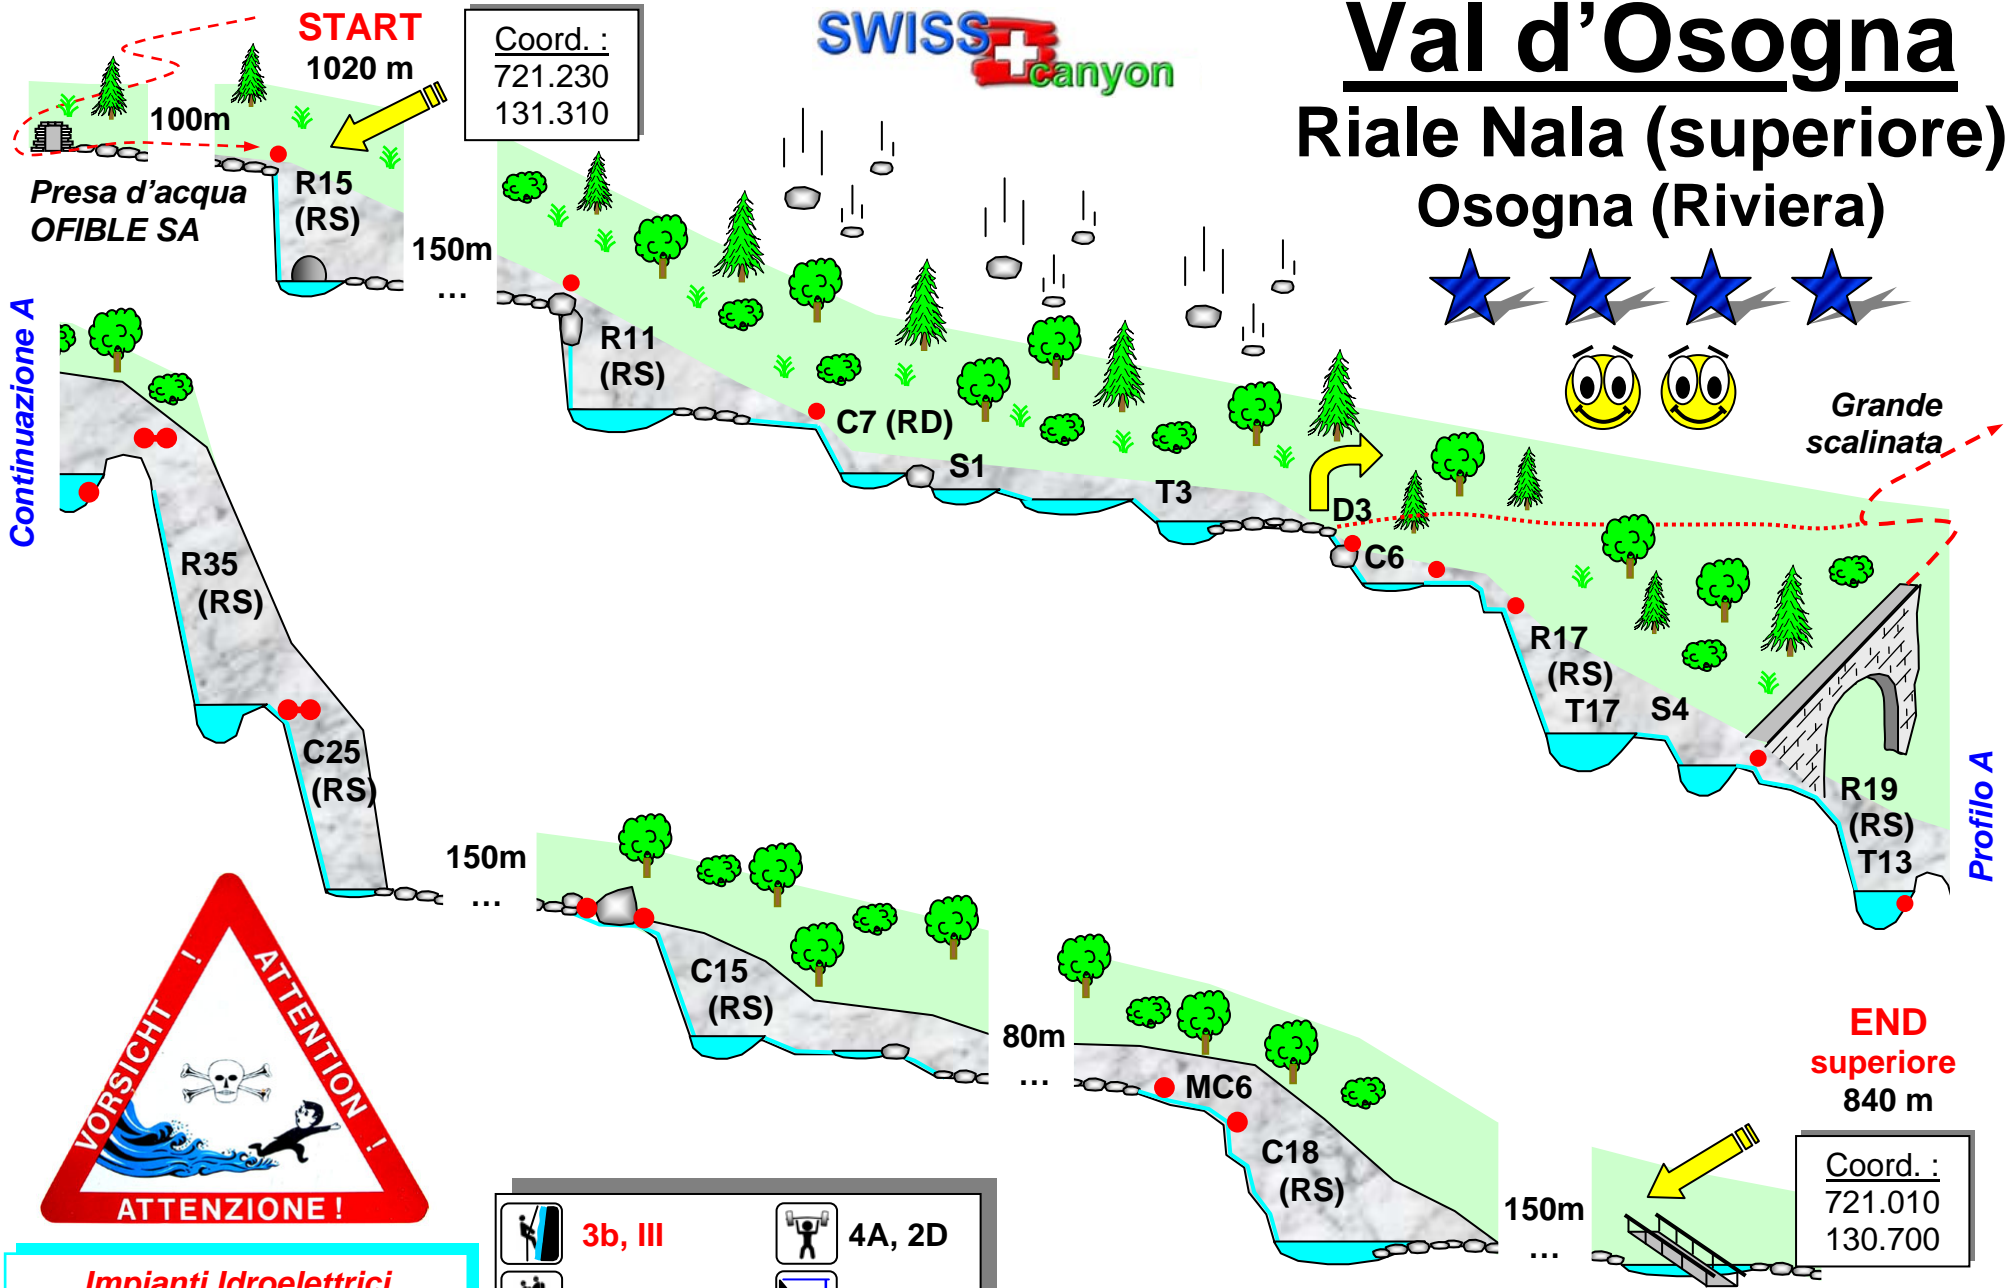 START
1020 m
Coord. :
721.230
131.310
SWISS
canyon
Val d’Osogna
Riale Nala (superiore)
Osogna (Riviera)
100m
Presa d’acqua
OFIBLE SA
R15
(RS)
150m
...
R11
(RS)
C7 (RD)
S1
T3
D3
C6
Grande
scalinata
R17
(RS)
T17
S4
R19
(RS)
T13
Profilo A
Continuazione A
R35
(RS)
C25
(RS)
150m
...
C15
(RS)
80m
...
MC6
C18
(RS)
150m
...
END
superiore
840 m
Coord. :
721.010
130.700
VORSICHT !
ATTENTION !
ATTENZIONE !
Impianti Idroelettrici
3b, III
4A, 2D